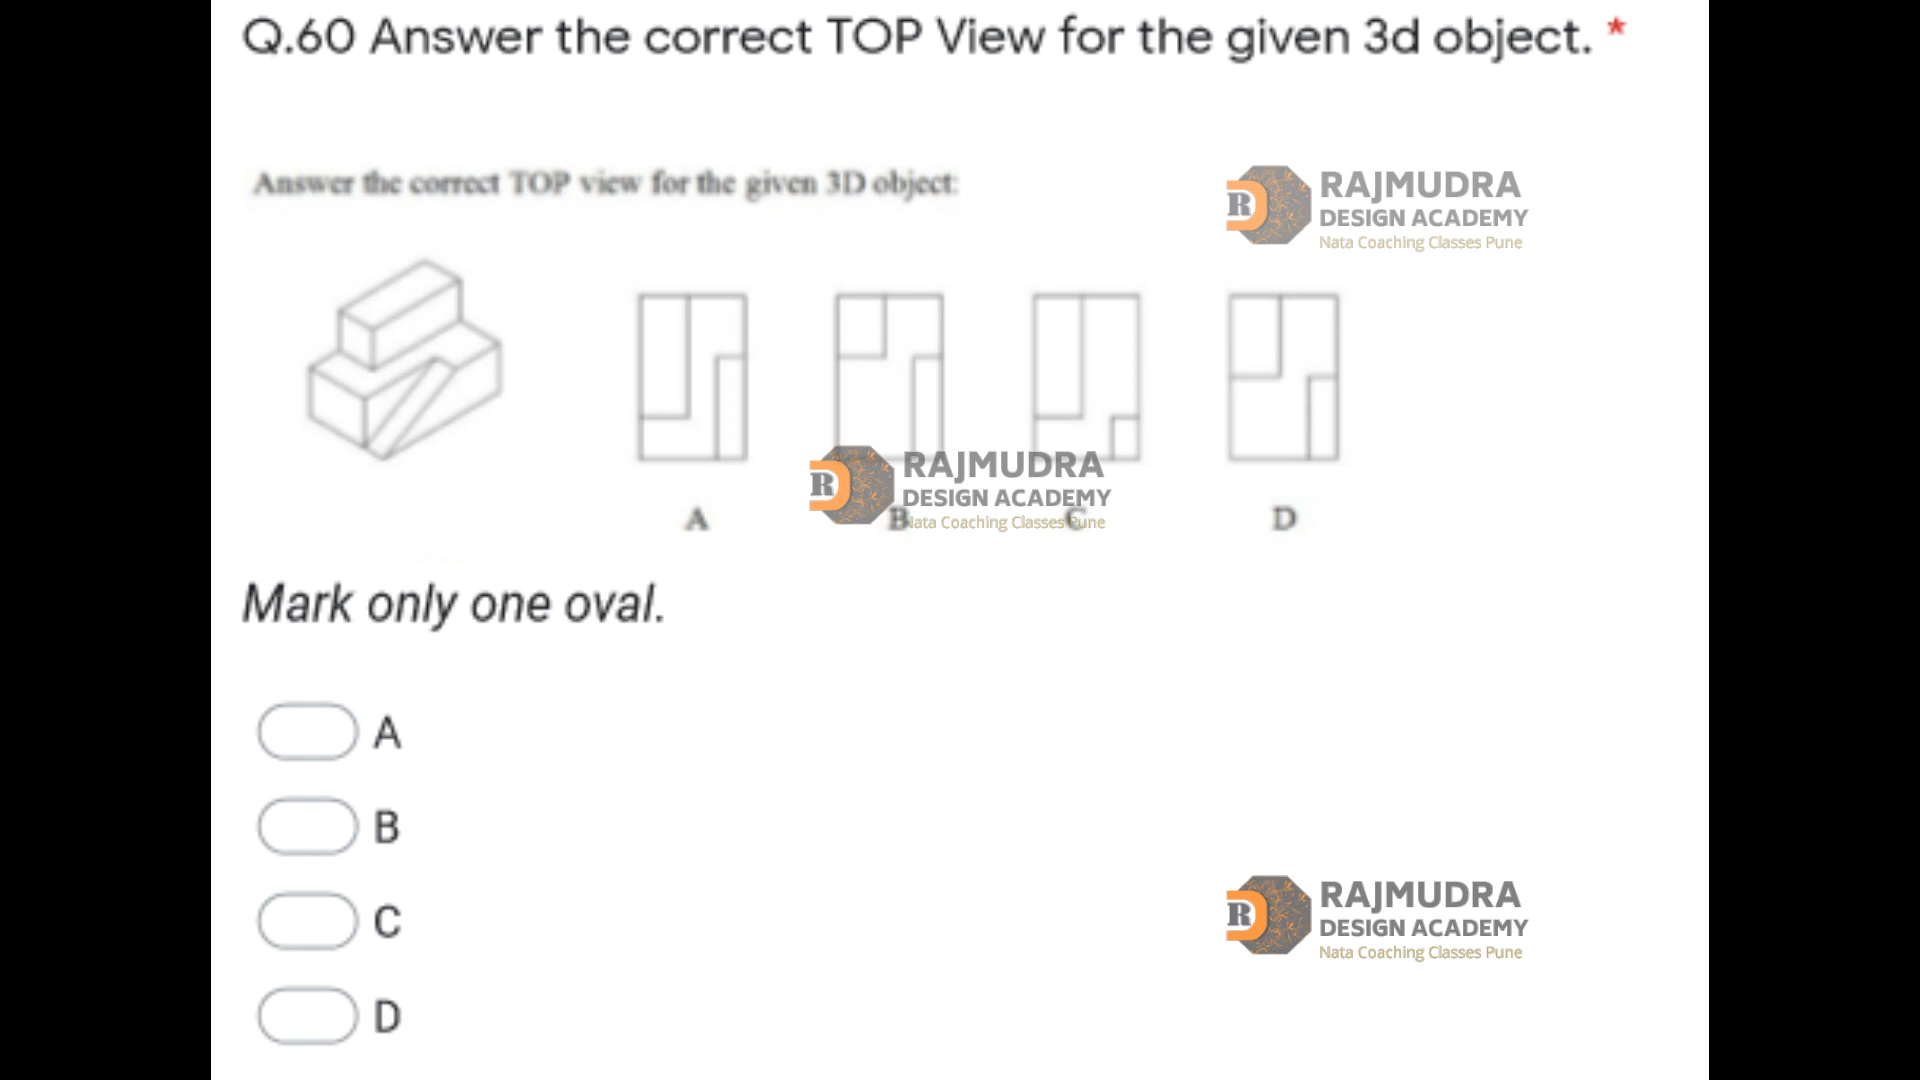 Q.60 Answer the correct TOP View for the given 3d object. *
Answer the correct TOP view for the given 3D object:
R RAJMUDRA
DESIGN ACADEMY
Nata Coaching Classes Pune
R RAJMUDRA
DESIGN ACADEMY
Nata Coaching Classes Pune
A B C D
Mark only one oval.
A
B
C
D
R RAJMUDRA
DESIGN ACADEMY
Nata Coaching Classes Pune